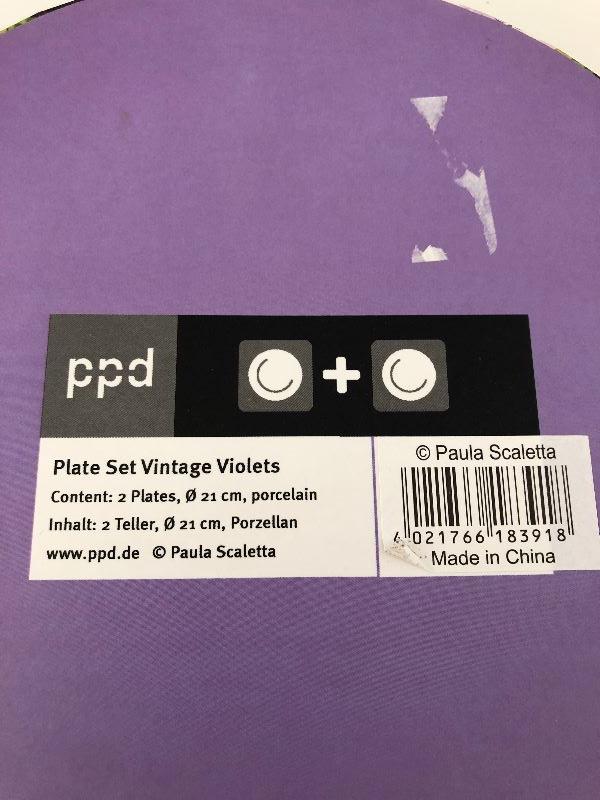 ppd
Plate Set Vintage Violets
Content: 2 Plates, Ø 21 cm, porcelain
Inhalt: 2 Teller, Ø 21 cm, Porzellan
www.ppd.de © Paula Scaletta
© Paula Scaletta
4 021766 183918
Made in China